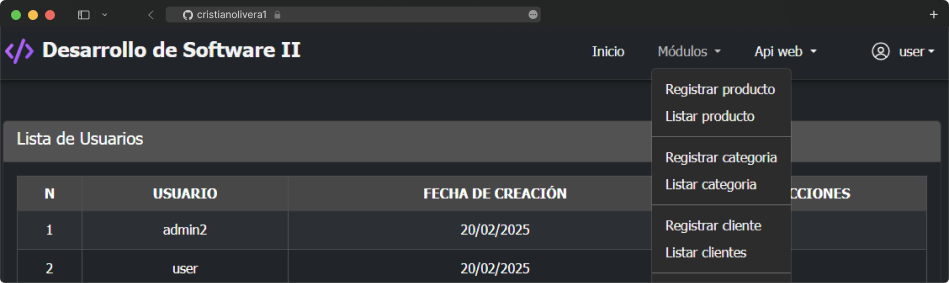 cristianolivera1
</> Desarrollo de Software II
Inicio Módulos Api web user
Registrar producto
Listar producto
Registrar categoria
Listar categoria
Registrar cliente
Listar clientes
Lista de Usuarios
N USUARIO FECHA DE CREACIÓN CCIONES
1 admin2 20/02/2025
2 user 20/02/2025